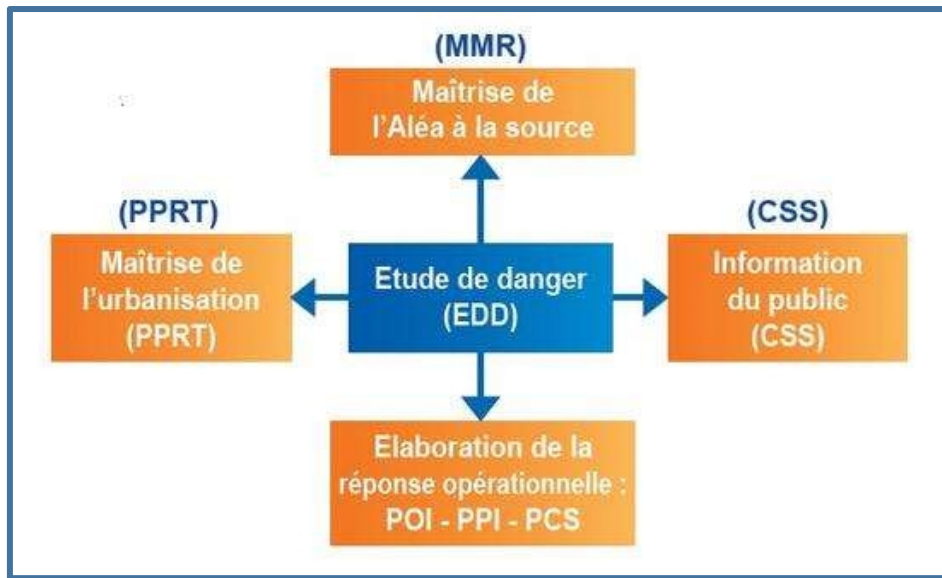 (MMR)
Maîtrise de
l'Aléa à la source
(PPRT)
Maîtrise de
l'urbanisation
(PPRT)
Etude de danger
(EDD)
(CSS)
Information
du public
(CSS)
Elaboration de la
réponse opérationnelle :
POI - PPI - PCS